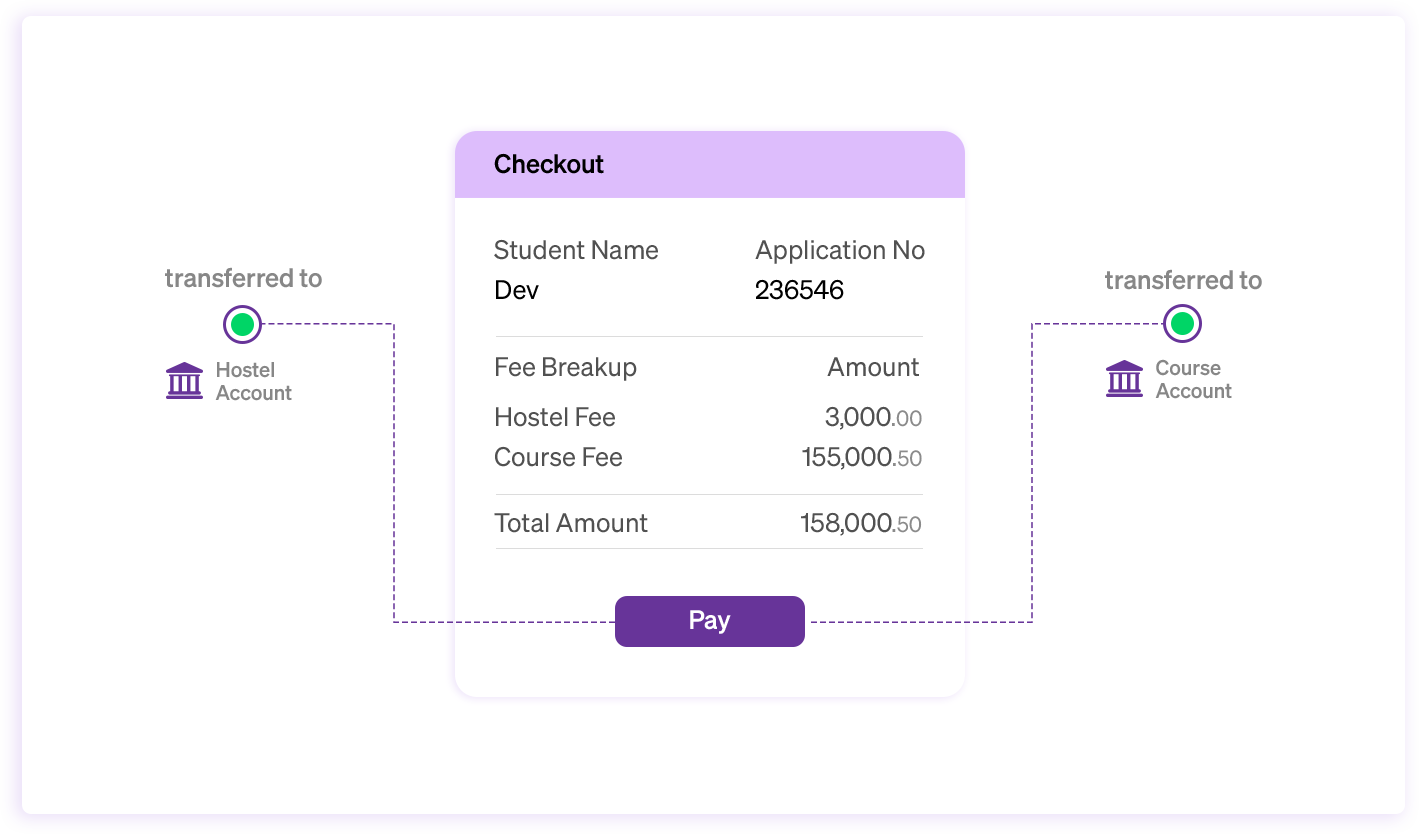 Checkout
Student Name Application No
Dev 236546
transferred to
Hostel
Account
Fee Breakup Amount
Hostel Fee 3,000.00
Course Fee 155,000.50
Total Amount 158,000.50
Pay
transferred to
Course
Account